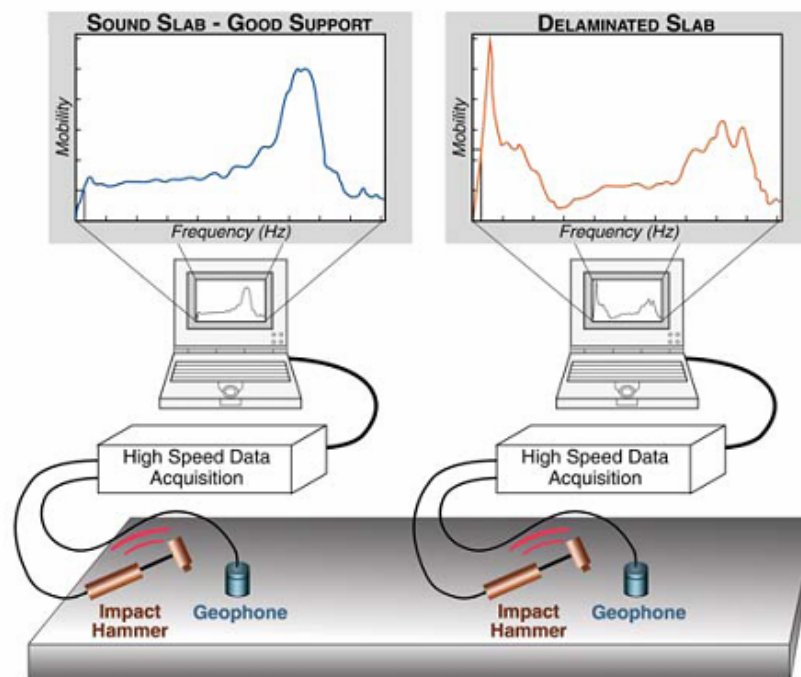 SOUND SLAB - GOOD SUPPORT
Mobility
Frequency (Hz)
DELAMINATED SLAB
Mobility
Frequency (Hz)
High Speed Data
Acquisition
High Speed Data
Acquisition
Impact
Hammer
Geophone
Impact
Hammer
Geophone